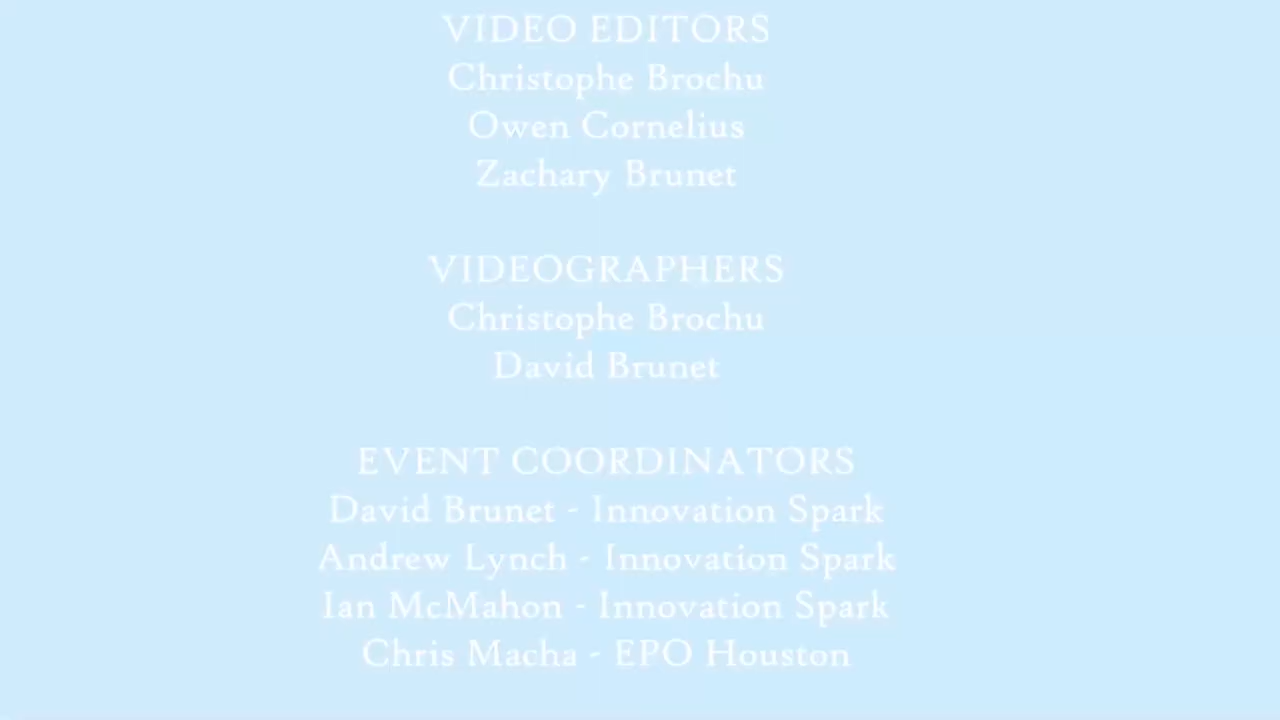 VIDEO EDITORS
Christophe Brochu
Owen Cornelius
Zachary Brunet
VIDEOGRAPHERS
Christophe Brochu
David Brunet
EVENT COORDINATORS
David Brunet - Innovation Spark
Andrew Lynch - Innovation Spark
Ian McMahon - Innovation Spark
Chris Macha - EPO Houston